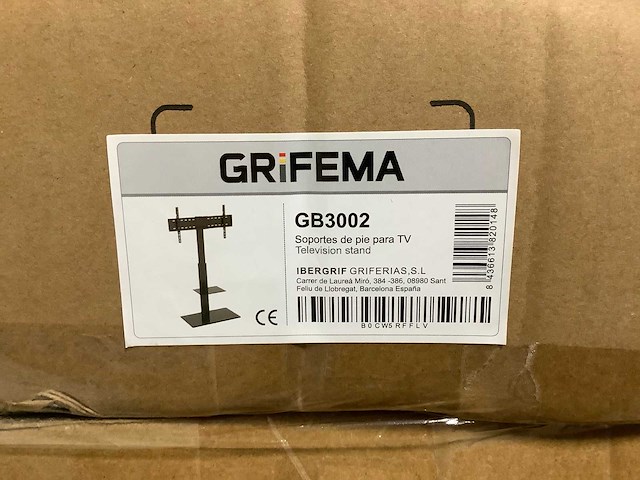 GRiFEMA
GB3002
Soportes de pie para TV
Television stand
IBERGRIF GRIFERIAS,S.L
Carrer de Laureà Miró, 384 -386, 08980 Sant
Feliu de Llobregat, Barcelona España
CE
B0CW5RFFLV
8 436613 820148